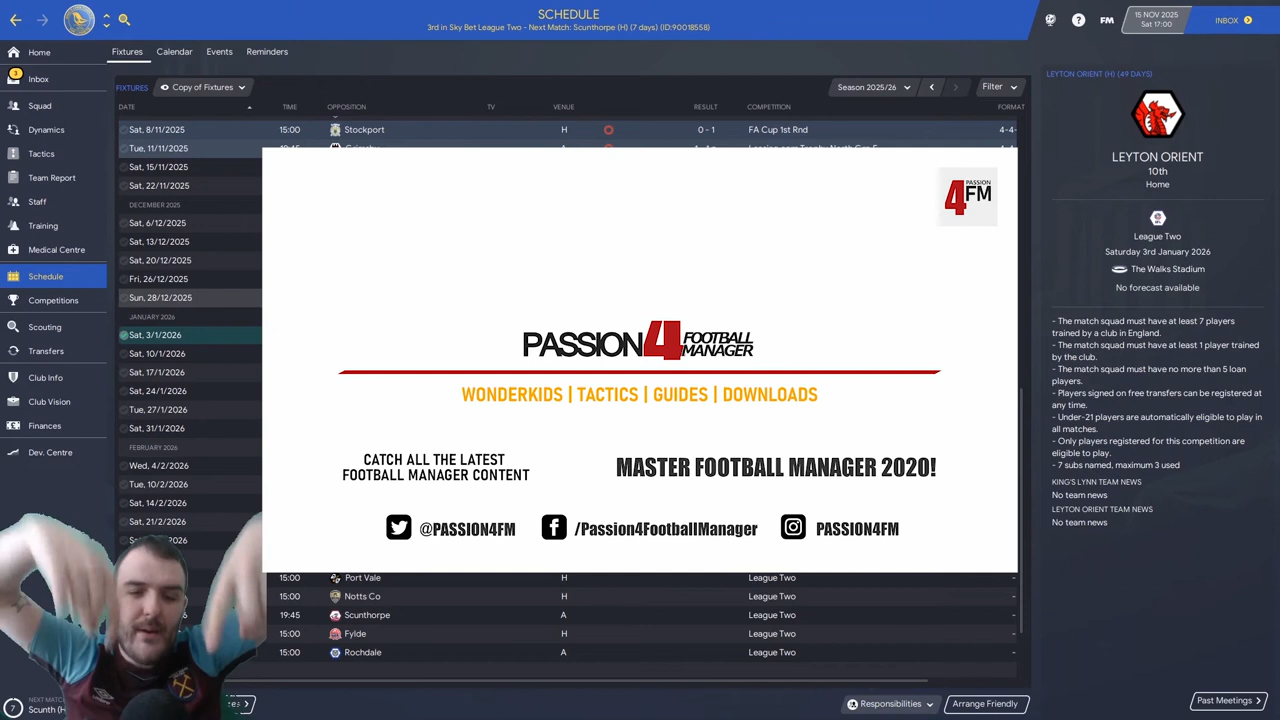 SCHEDULE
3rd in Sky Bet League Two - Next Match: Scunthorpe (H) (7 days) (ID:90018558)
FM
15 NOV 2025
Sat 17:00
INBOX
Home
Fixtures Calendar Events Reminders
3
Inbox
Squad
Dynamics
Tactics
Team Report
Staff
Training
Medical Centre
Schedule
Competitions
Scouting
Transfers
Club Info
Club Vision
Finances
Dev. Centre
FIXTURES Copy of Fixtures Season 2025/26 Filter
DATE TIME OPPOSITION TV VENUE RESULT COMPETITION FORMAT
Sat, 8/11/2025 15:00 Stockport H 0 - 1 FA Cup 1st Rnd 4-4-
Tue, 11/11/2025
Sat, 15/11/2025
Sat, 22/11/2025
DECEMBER 2025
Sat, 6/12/2025
Sat, 13/12/2025
Sat, 20/12/2025
Fri, 26/12/2025
Sun, 28/12/2025
JANUARY 2026
Sat, 3/1/2026
Sat, 10/1/2026
Sat, 17/1/2026
Sat, 24/1/2026
Tue, 27/1/2026
Sat, 31/1/2026
FEBRUARY 2026
Wed, 4/2/2026
Tue, 10/2/2026
Sat, 14/2/2026
Sat, 21/2/2026
PASSION
4FM
PASSION 4 FOOTBALL MANAGER
WONDERKIDS | TACTICS | GUIDES | DOWNLOADS
CATCH ALL THE LATEST
FOOTBALL MANAGER CONTENT
MASTER FOOTBALL MANAGER 2020!
@PASSION4FM /Passion4FootballManager PASSION4FM
15:00 Port Vale H League Two -
15:00 Notts Co H League Two -
19:45 Scunthorpe A League Two -
15:00 Fylde H League Two -
15:00 Rochdale A League Two -
7
NEXT MATC
Scunth (H
Responsibilities
Arrange Friendly
LEYTON ORIENT (H) (49 DAYS)
LEYTON ORIENT
10th
Home
League Two
Saturday 3rd January 2026
The Walks Stadium
No forecast available
- The match squad must have at least 7 players
trained by a club in England.
- The match squad must have at least 1 player trained
by the club.
- The match squad must have no more than 5 loan
players.
- Players signed on free transfers can be registered at
any time.
- Under-21 players are automatically eligible to play in
all matches.
- Only players registered for this competition are
eligible to play.
- 7 subs named, maximum 3 used
KING'S LYNN TEAM NEWS
No team news
LEYTON ORIENT TEAM NEWS
No team news
Past Meetings